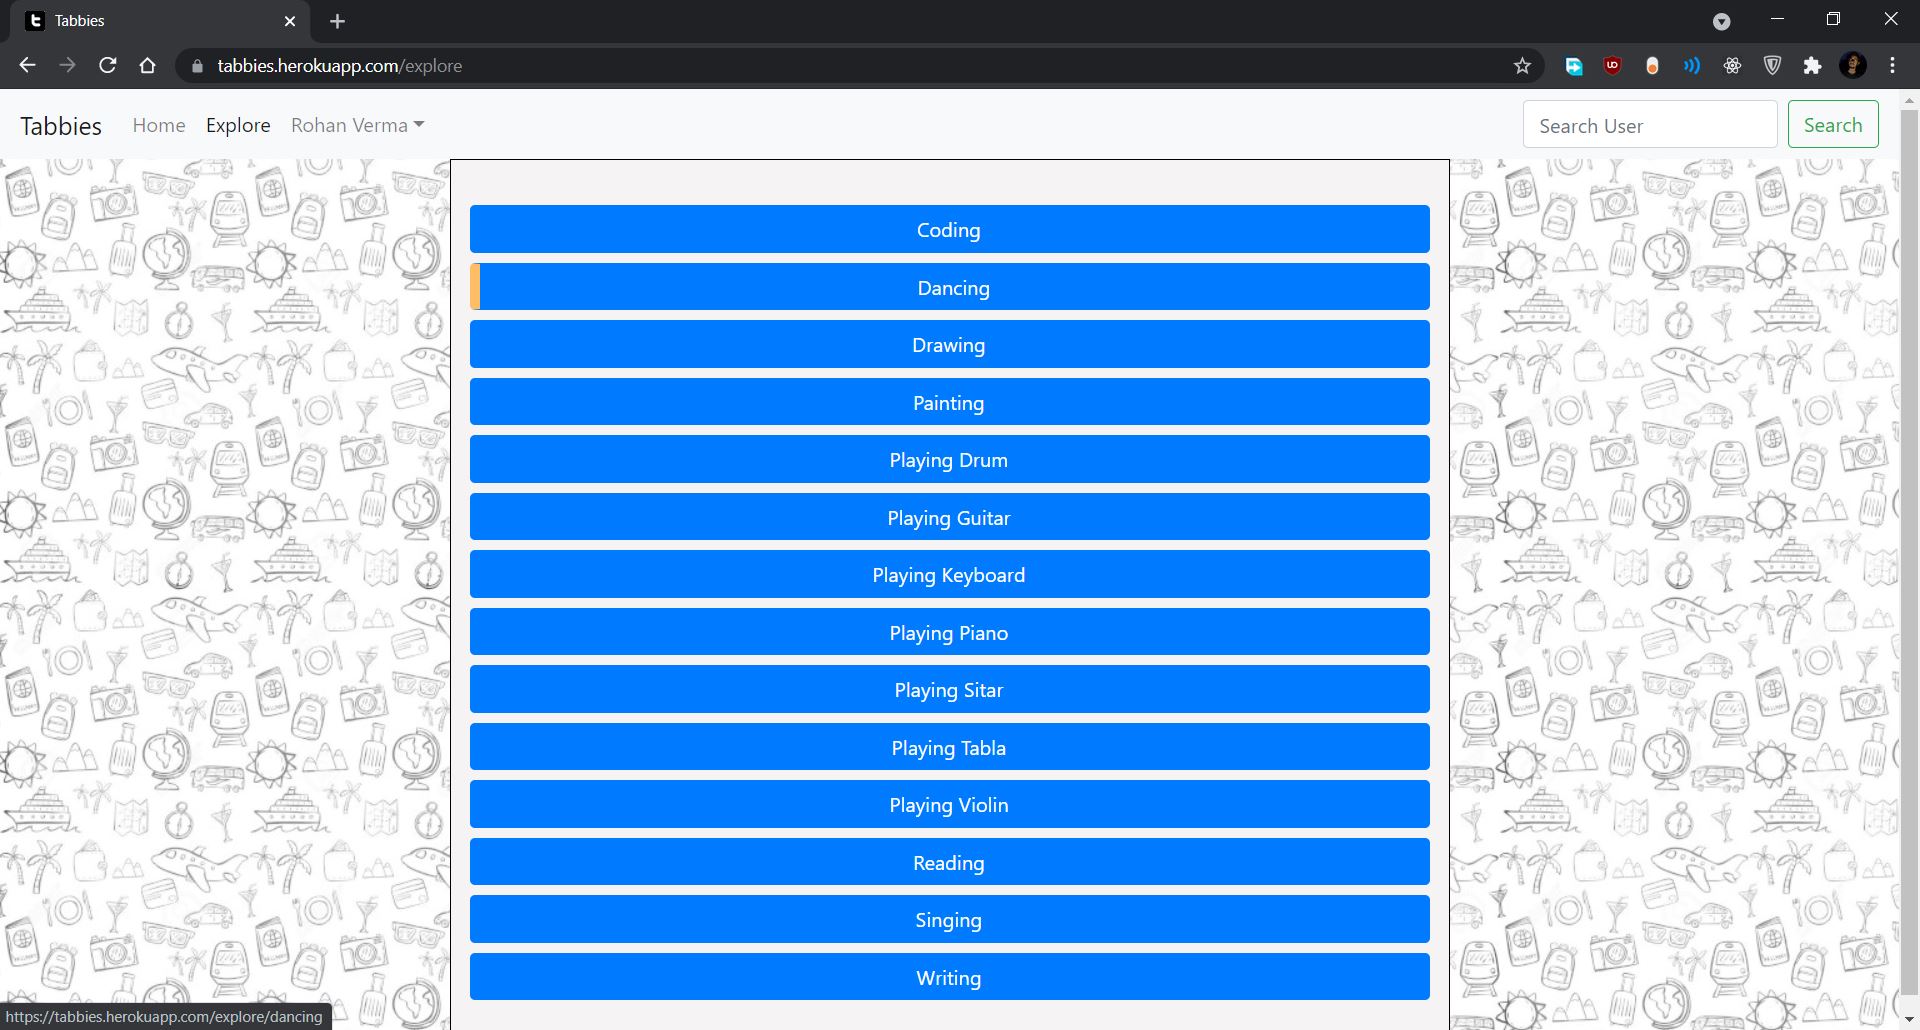 Tabbies
tabbies.herokuapp.com/explore
Tabbies Home Explore Rohan Verma Search User Search
Coding
Dancing
Drawing
Painting
Playing Drum
Playing Guitar
Playing Keyboard
Playing Piano
Playing Sitar
Playing Tabla
Playing Violin
Reading
Singing
Writing
https://tabbies.herokuapp.com/explore/dancing